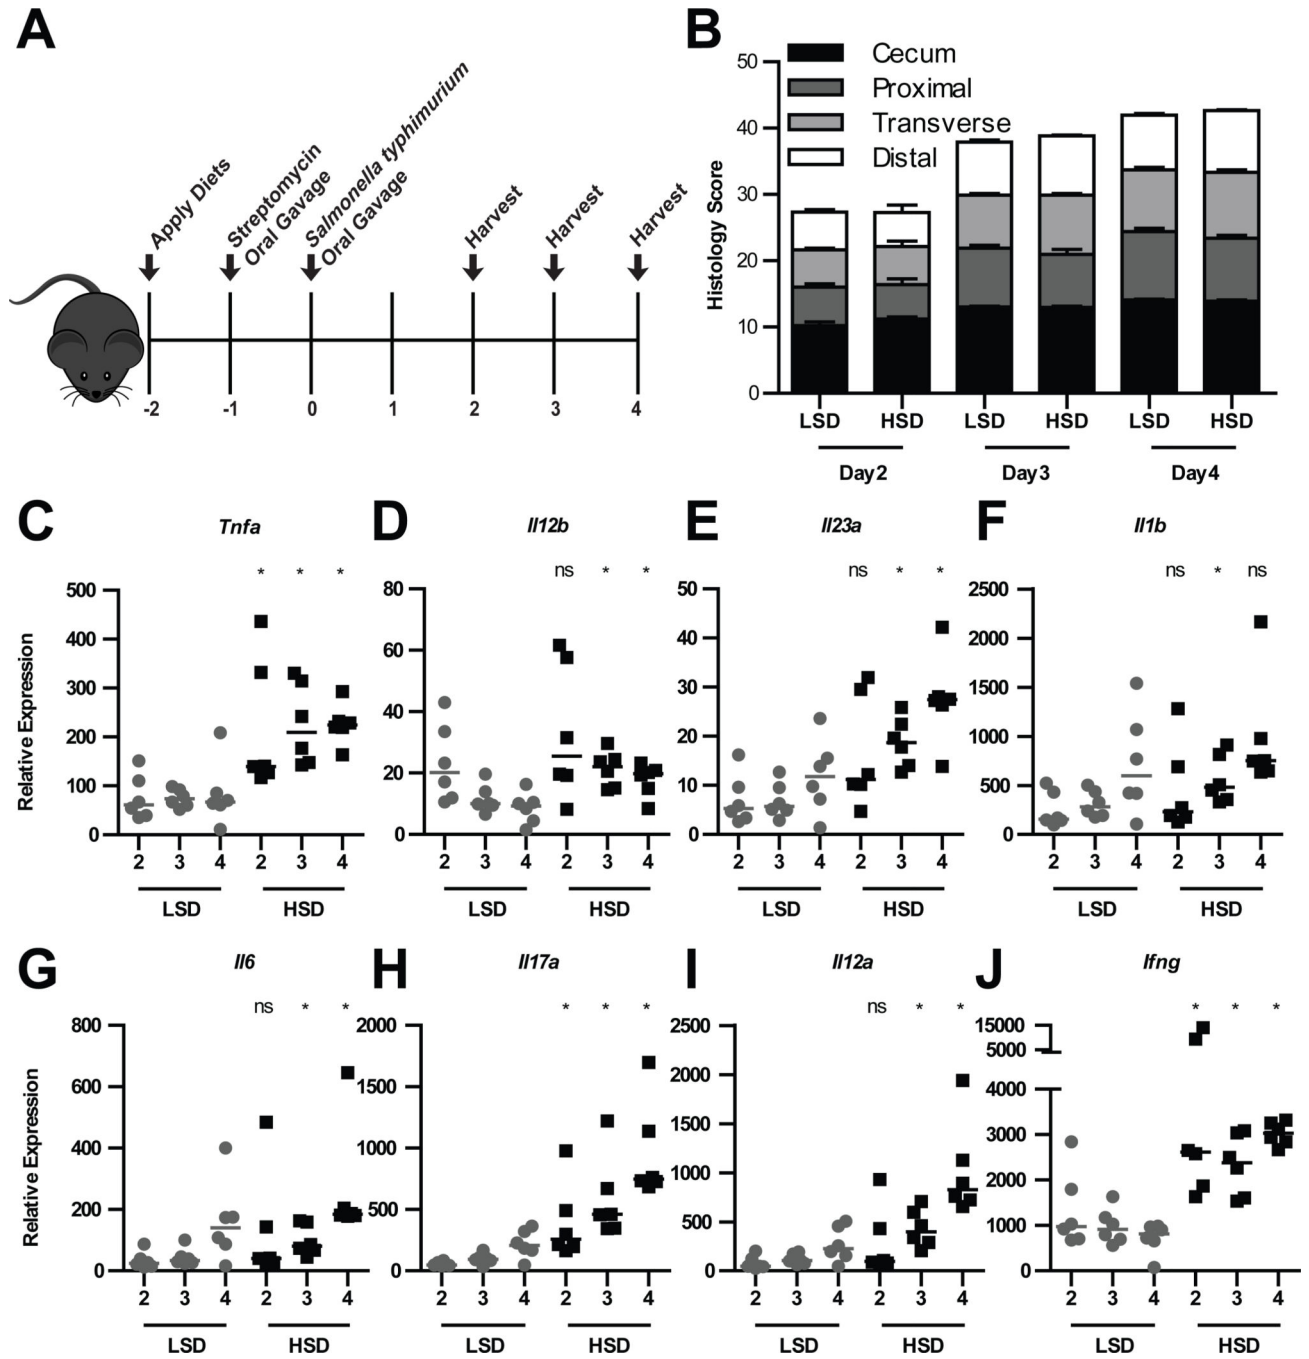 A
Apply Diets
Streptomycin
Oral Gavage
Salmonella typhimurium
Oral Gavage
Harvest
Harvest
Harvest
-2 -1 0 1 2 3 4
B
Cecum
Proximal
Transverse
Distal
Histology Score
50
40
30
20
10
0
LSD HSD LSD HSD LSD HSD
Day2 Day3 Day4
C
Tnfa
* * *
Relative Expression
500
400
300
200
100
0
2 3 4 2 3 4
LSD HSD
D
Il12b
ns * *
80
60
40
20
0
2 3 4 2 3 4
LSD HSD
E
Il23a
ns * *
50
40
30
20
10
0
2 3 4 2 3 4
LSD HSD
F
Il1b
ns * ns
2500
2000
1500
1000
500
0
2 3 4 2 3 4
LSD HSD
G
Il6
ns * *
Relative Expression
800
600
400
200
0
2 3 4 2 3 4
LSD HSD
H
Il17a
* * *
2000
1500
1000
500
0
2 3 4 2 3 4
LSD HSD
I
Il12a
ns * *
2500
2000
1500
1000
500
0
2 3 4 2 3 4
LSD HSD
J
Ifng
* * *
15000
5000
4000
3000
2000
1000
0
2 3 4 2 3 4
LSD HSD